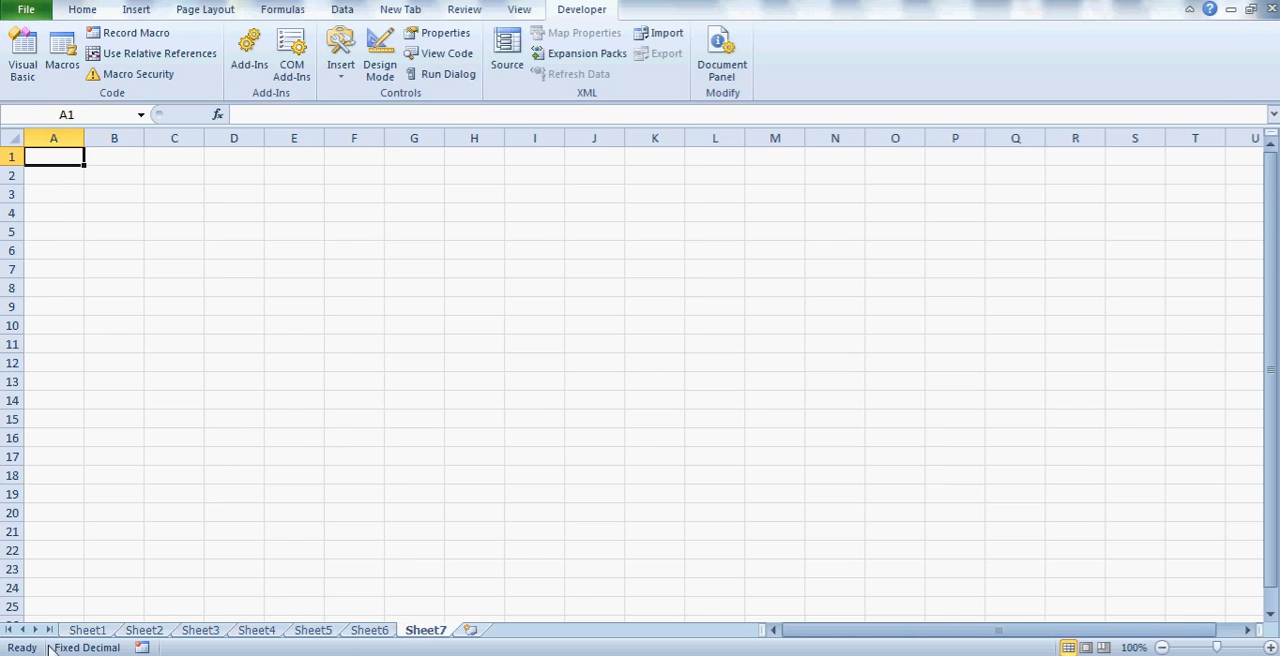 File Home Insert Page Layout Formulas Data New Tab Review View Developer
Visual Basic
Macros
Record Macro
Use Relative References
Macro Security
Code
Add-Ins
COM Add-Ins
Add-Ins
Insert
Design Mode
Properties
View Code
Run Dialog
Controls
Source
Map Properties
Expansion Packs
Refresh Data
Import
Export
XML
Document Panel
Modify
A1 fx
A B C D E F G H I J K L M N O P Q R S T U
1
2
3
4
5
6
7
8
9
10
11
12
13
14
15
16
17
18
19
20
21
22
23
24
25
Sheet1 Sheet2 Sheet3 Sheet4 Sheet5 Sheet6 Sheet7
Ready Fixed Decimal 100%